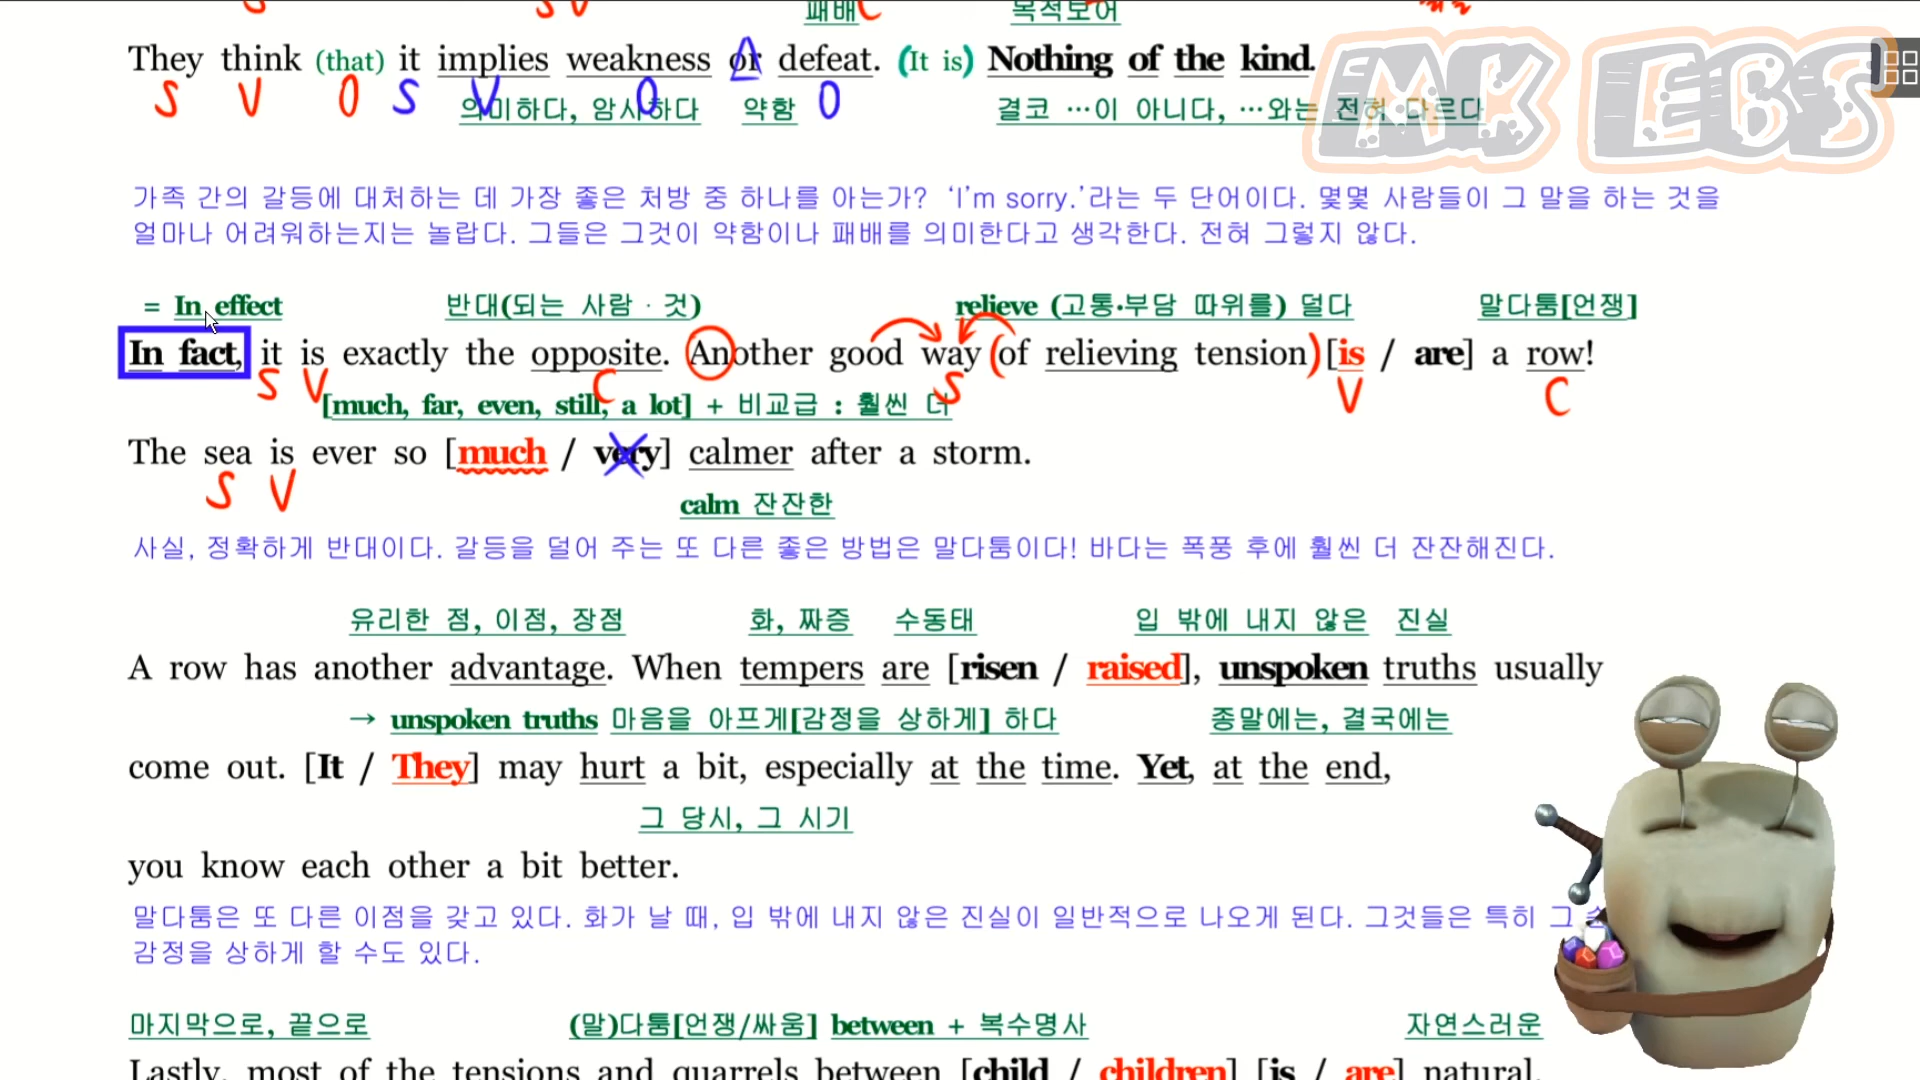 패배 목적보어
They think (that) it implies weakness or defeat. (It is) Nothing of the kind.
S V O S V O O
의미하다, 암시하다 약함 결코 …이 아니다, …와는 전혀 다르다
MK EBS
가족 간의 갈등에 대처하는 데 가장 좋은 처방 중 하나를 아는가? ‘I’m sorry.’라는 두 단어이다. 몇몇 사람들이 그 말을 하는 것을
얼마나 어려워하는지는 놀랍다. 그들은 그것이 약함이나 패배를 의미한다고 생각한다. 전혀 그렇지 않다.
= In effect 반대(되는 사람 · 것) relieve (고통·부담 따위를) 덜다 말다툼[언쟁]
In fact, it is exactly the opposite. Another good way (of relieving tension) [is / are] a row!
S V C S V C
[much, far, even, still, a lot] + 비교급 : 훨씬 더
The sea is ever so [much / very] calmer after a storm.
S V
calm 잔잔한
사실, 정확하게 반대이다. 갈등을 덜어 주는 또 다른 좋은 방법은 말다툼이다! 바다는 폭풍 후에 훨씬 더 잔잔해진다.
유리한 점, 이점, 장점 화, 짜증 수동태 입 밖에 내지 않은 진실
A row has another advantage. When tempers are [risen / raised], unspoken truths usually
→ unspoken truths 마음을 아프게[감정을 상하게] 하다 종말에는, 결국에는
come out. [It / They] may hurt a bit, especially at the time. Yet, at the end,
그 당시, 그 시기
you know each other a bit better.
말다툼은 또 다른 이점을 갖고 있다. 화가 날 때, 입 밖에 내지 않은 진실이 일반적으로 나오게 된다. 그것들은 특히 그
감정을 상하게 할 수도 있다.
마지막으로, 끝으로 (말)다툼[언쟁/싸움] between + 복수명사 자연스러운
Lastly, most of the tensions and quarrels between [child / children] [is / are] natural.